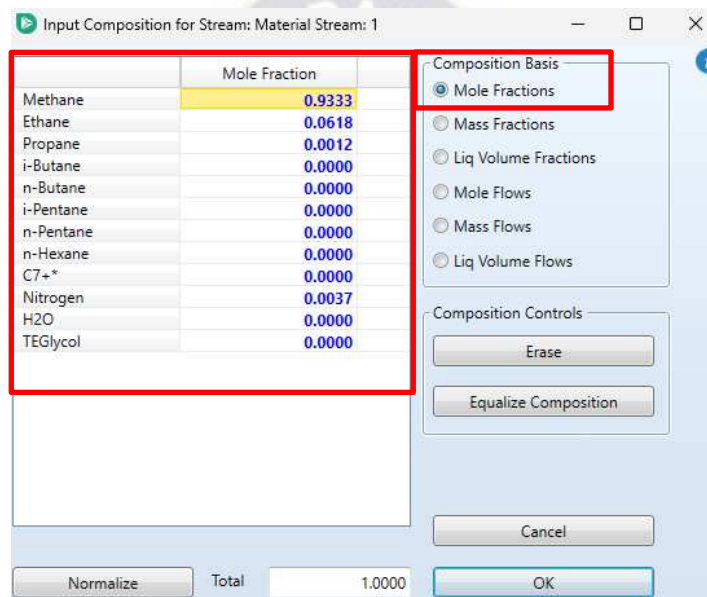 Input Composition for Stream: Material Stream: 1
Mole Fraction
Methane 0.9333
Ethane 0.0618
Propane 0.0012
i-Butane 0.0000
n-Butane 0.0000
i-Pentane 0.0000
n-Pentane 0.0000
n-Hexane 0.0000
C7+* 0.0000
Nitrogen 0.0037
H2O 0.0000
TEGlycol 0.0000
Composition Basis
Mole Fractions
Mass Fractions
Liq Volume Fractions
Mole Flows
Mass Flows
Liq Volume Flows
Composition Controls
Erase
Equalize Composition
Cancel
Normalize Total 1.0000 OK